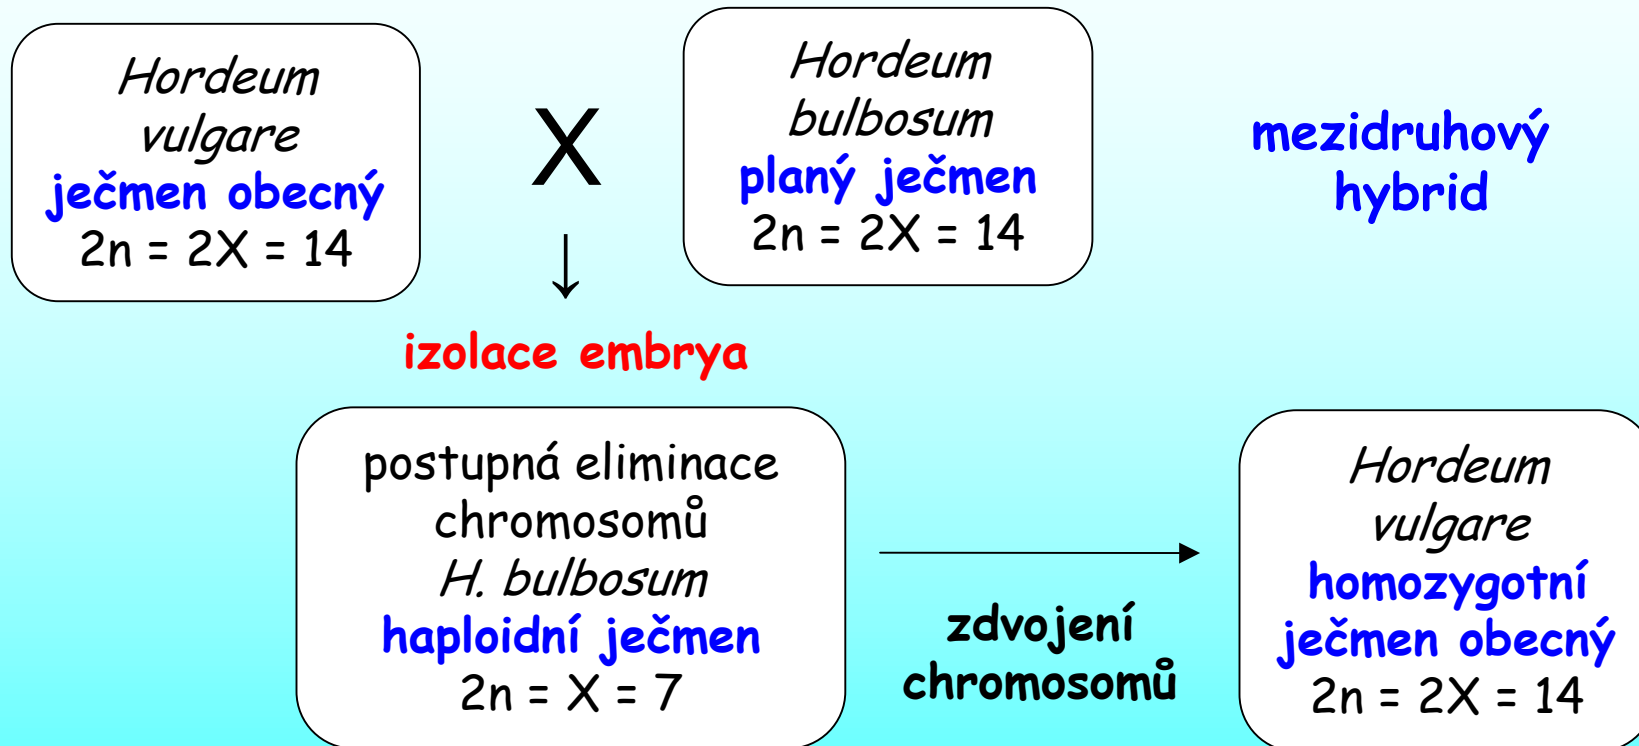 Hordeum
vulgare
ječmen obecný
2n = 2X = 14
X
↓
Hordeum
bulbosum
planý ječmen
2n = 2X = 14
mezidruhový
hybrid
izolace embrya
postupná eliminace
chromosomů
H. bulbosum
haploidní ječmen
2n = X = 7
zdvojení
chromosomů
Hordeum
vulgare
homozygotní
ječmen obecný
2n = 2X = 14